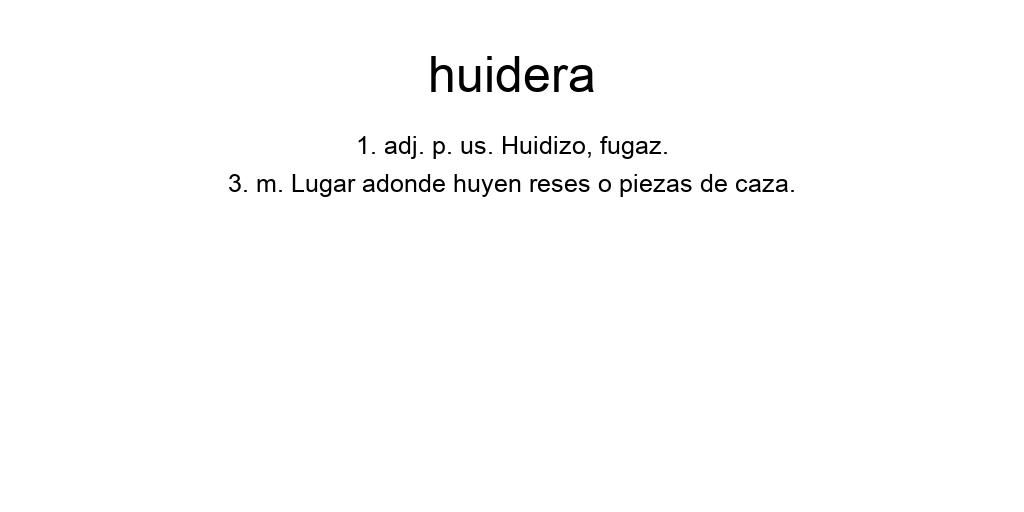 huidera
1. adj. p. us. Huidizo, fugaz.
3. m. Lugar adonde huyen reses o piezas de caza.